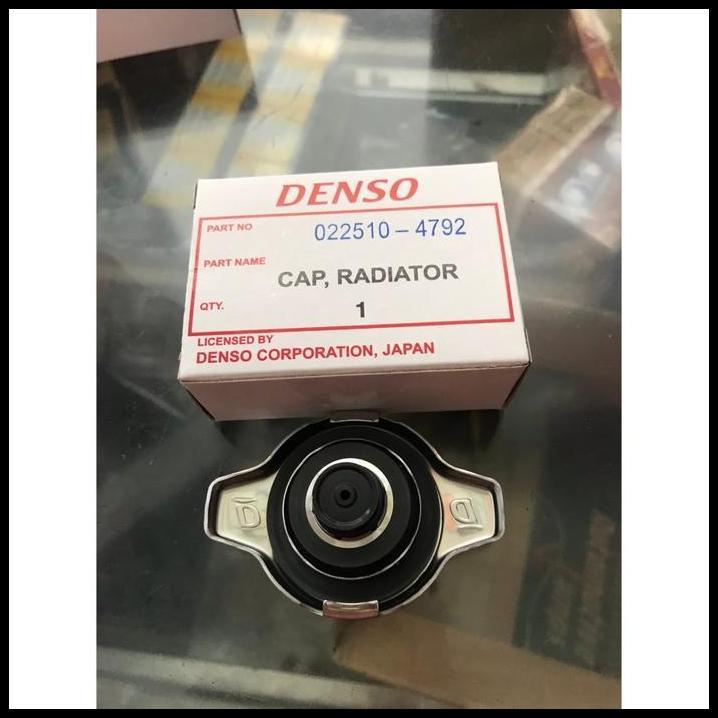 DENSO
PART NO 022510-4792
PART NAME CAP, RADIATOR
QTY. 1
LICENSED BY
DENSO CORPORATION, JAPAN
D
D